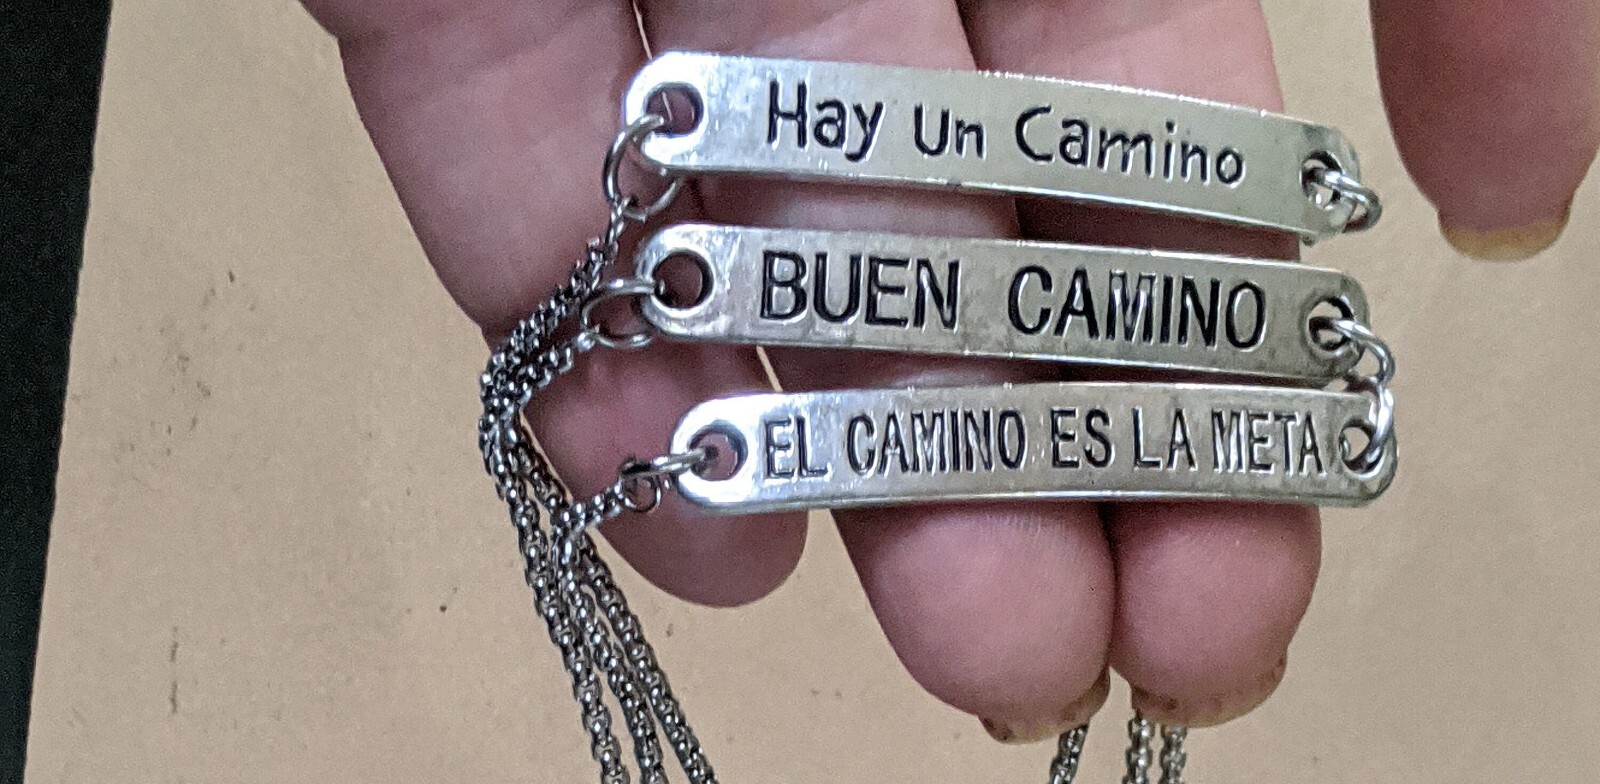 Hay Un Camino
BUEN CAMINO
EL CAMINO ES LA META